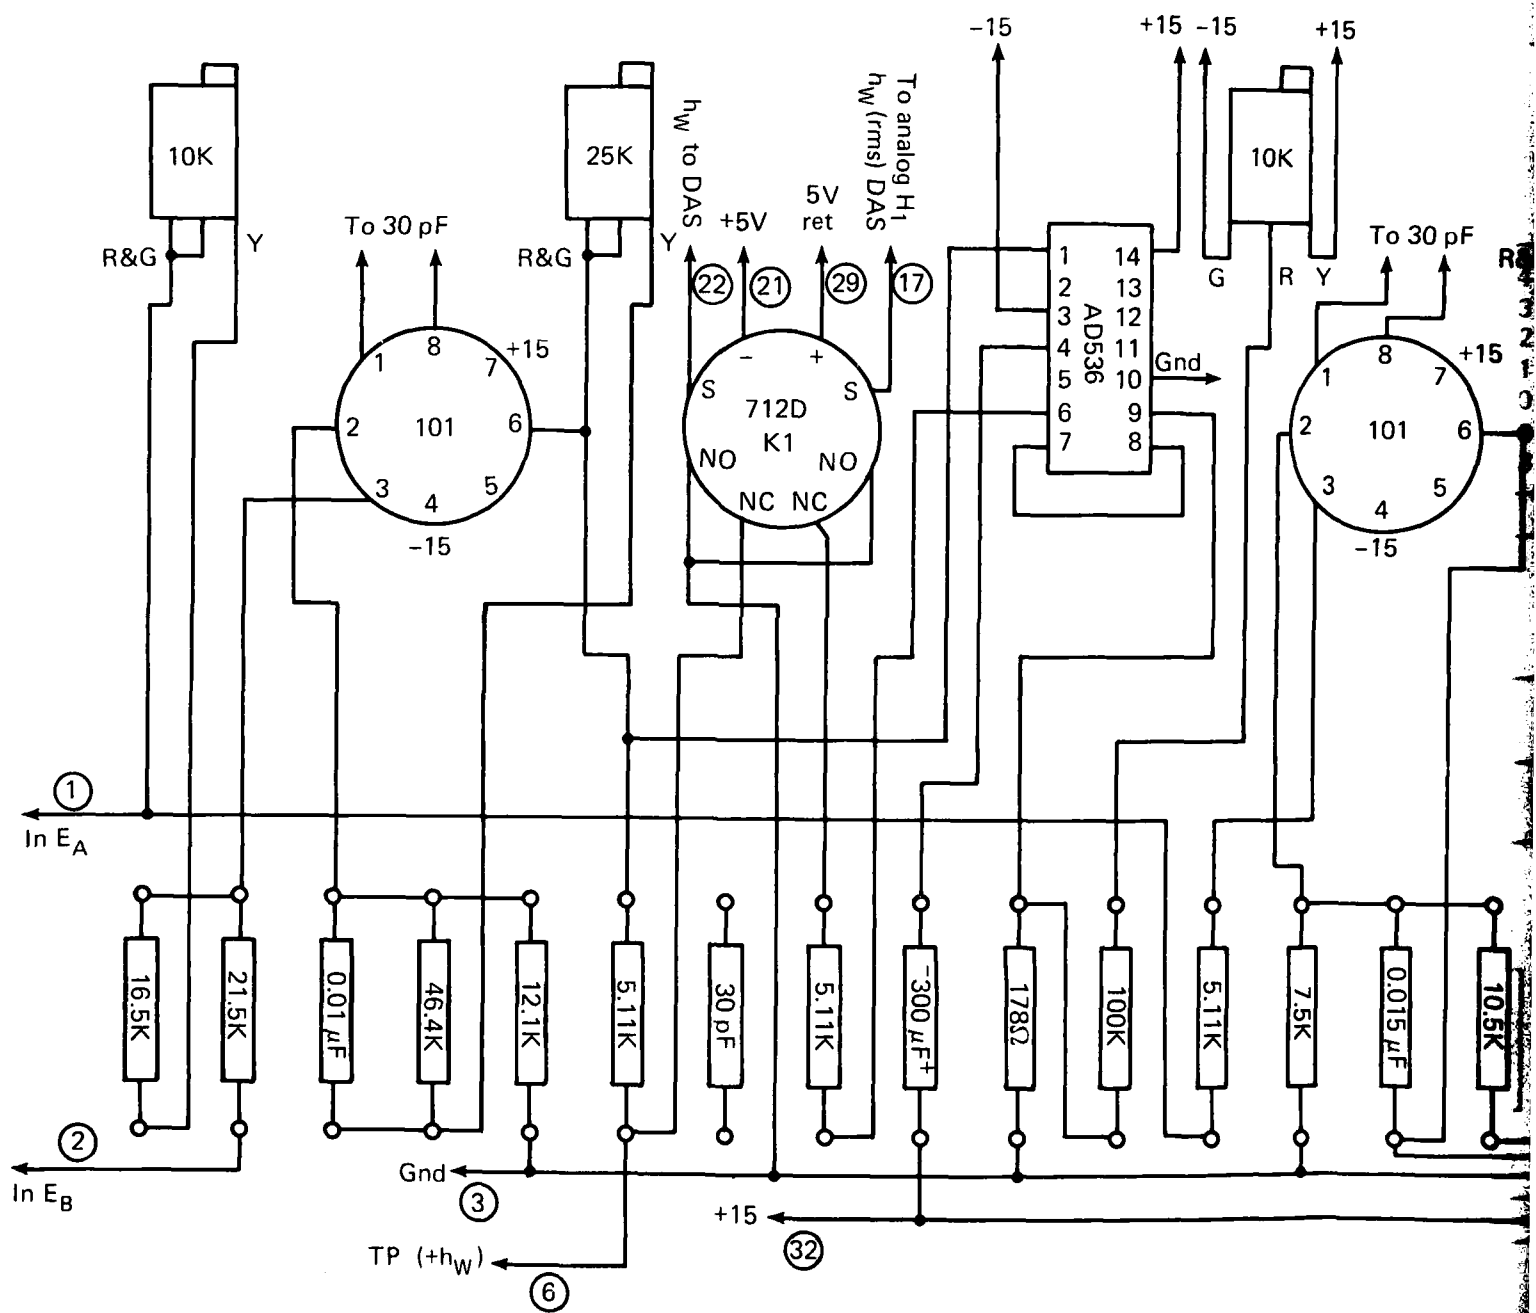 -15
+15
-15
+15
10K
25K
10K
h_W to DAS
+5V
5V
ret
To analog H_1
h_W (rms) DAS
R&G
Y
To 30 pF
R&G
Y
22
21
29
17
G
R
Y
To 30 pF
1
8
7
+15
2
101
6
3
4
5
-15
−
+
S
S
712D
K1
NO
NO
NC
NC
1
14
2
13
3
12
4
11
5
10
6
9
7
8
AD536
Gnd
1
8
7
+15
2
101
6
3
4
5
-15
1
In E_A
16.5K
21.5K
0.01 μF
46.4K
12.1K
5.11K
30 pF
5.11K
-300 μF+
178Ω
100K
5.11K
7.5K
0.015 μF
10.5K
2
In E_B
Gnd
3
+15
32
TP (+h_W)
6